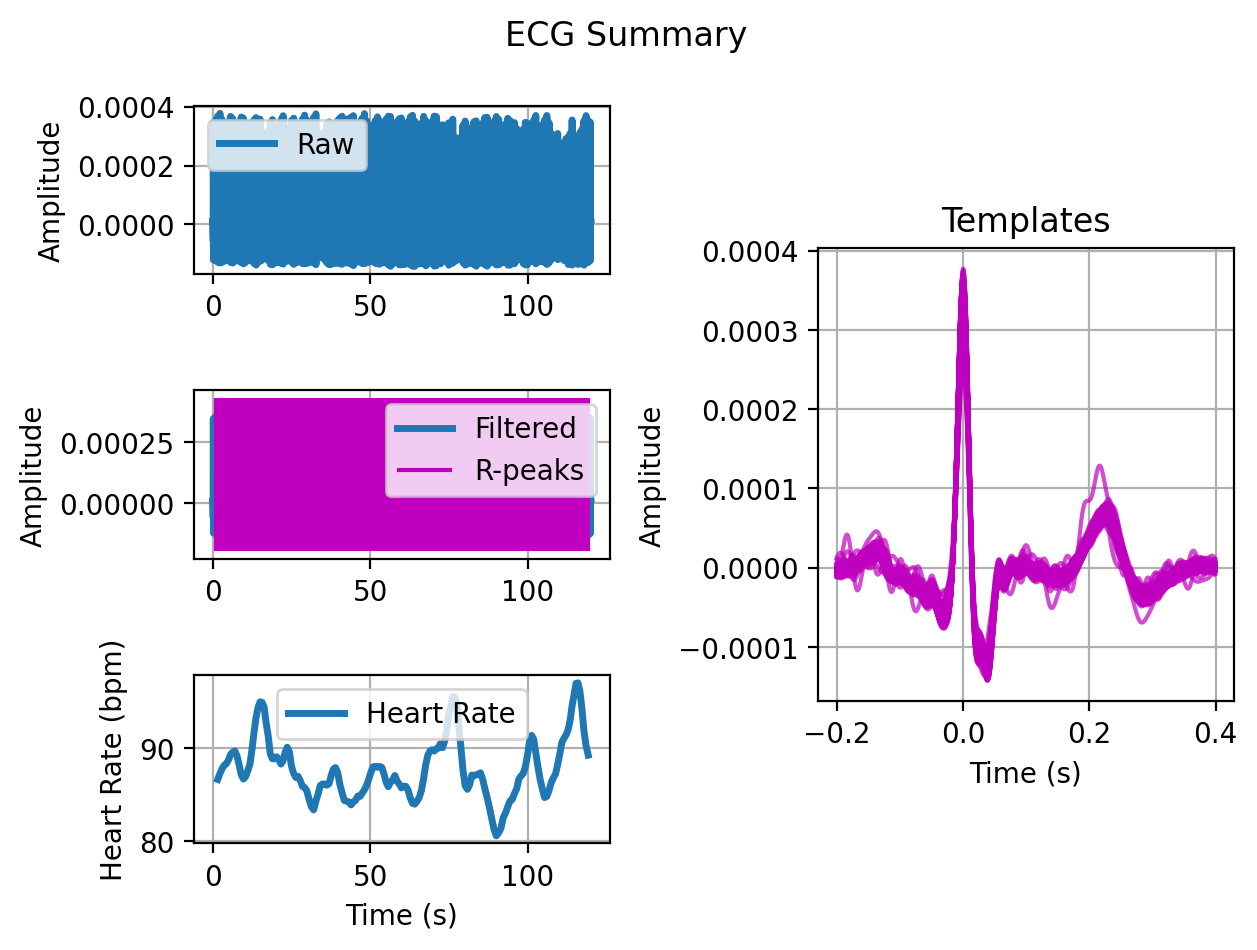 ECG Summary
Amplitude
0.0004
0.0002
0.0000
Raw
0
50
100
Amplitude
0.00025
0.00000
Filtered
R-peaks
0
50
100
Heart Rate (bpm)
90
80
Heart Rate
0
50
100
Time (s)
Templates
Amplitude
0.0004
0.0003
0.0002
0.0001
0.0000
−0.0001
−0.2
0.0
0.2
0.4
Time (s)